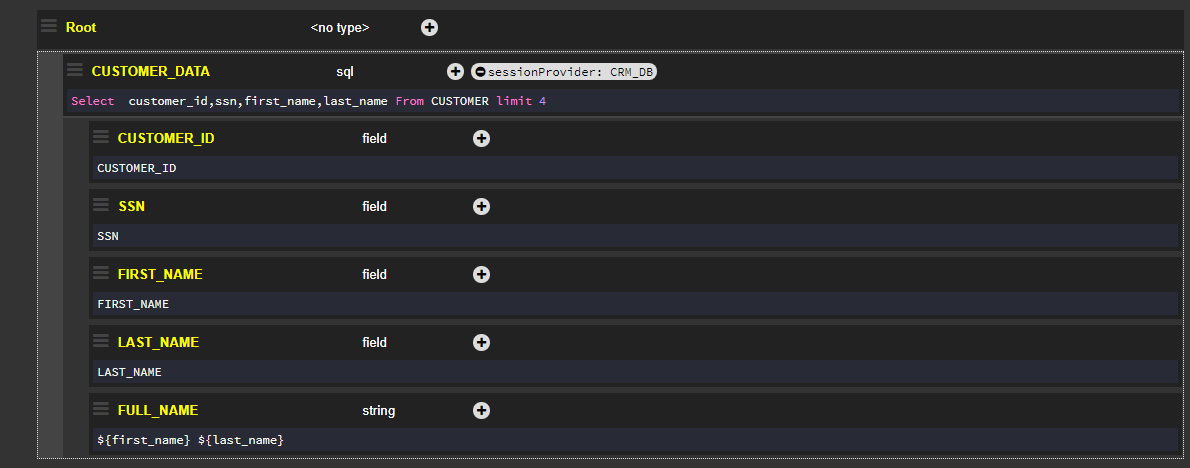 Root <no type>
CUSTOMER_DATA sql sessionProvider: CRM_DB
Select  customer_id,ssn,first_name,last_name From CUSTOMER limit 4
CUSTOMER_ID field
CUSTOMER_ID
SSN field
SSN
FIRST_NAME field
FIRST_NAME
LAST_NAME field
LAST_NAME
FULL_NAME string
${first_name} ${last_name}